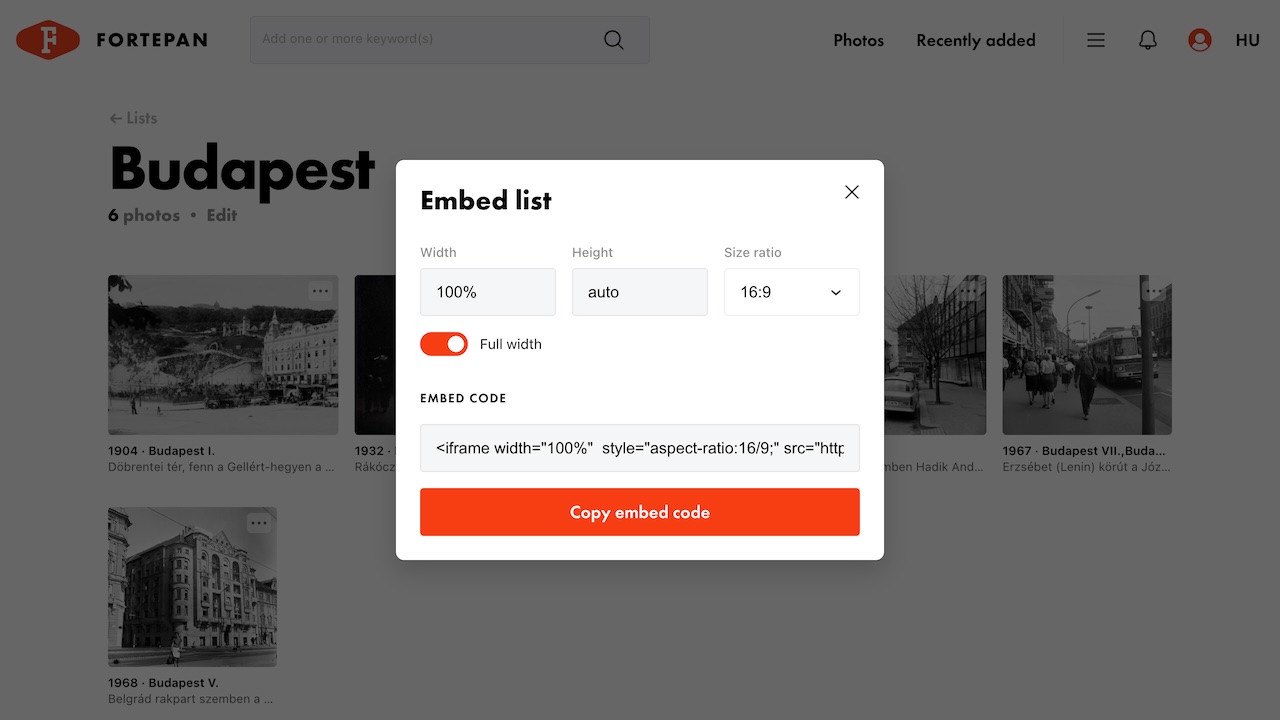 F FORTEPAN
Add one or more keyword(s)
Photos
Recently added
HU
← Lists
Budapest
6 photos • Edit
Embed list
Width
Height
Size ratio
100%
auto
16:9
Full width
EMBED CODE
<iframe width="100%"  style="aspect-ratio:16/9;" src="http
Copy embed code
1904 · Budapest I.
Döbrentei tér, fenn a Gellért-hegyen a ...
1932 ·
Rákócz
mben Hadik And...
1967 · Budapest VII.,Buda...
Erzsébet (Lenin) körút a Józ...
1968 · Budapest V.
Belgrád rakpart szemben a ...